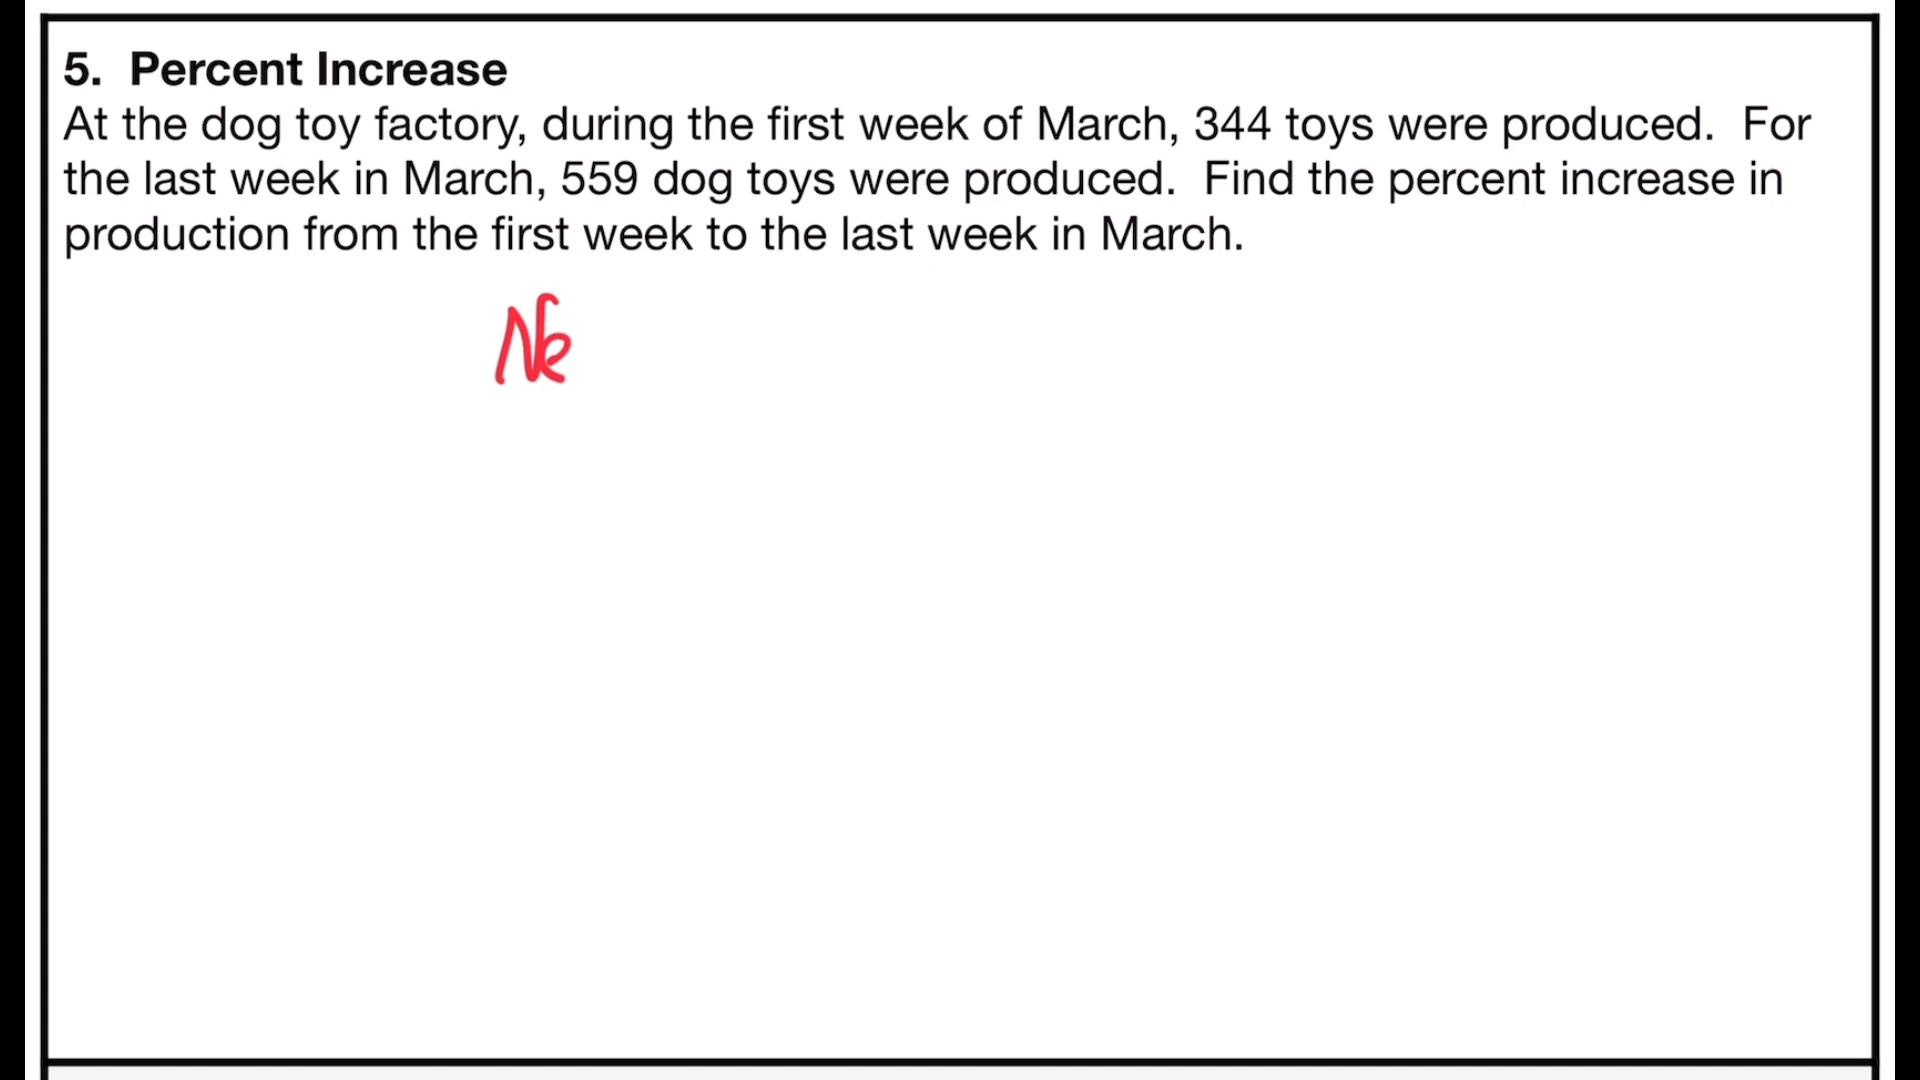 5. Percent Increase
At the dog toy factory, during the first week of March, 344 toys were produced. For
the last week in March, 559 dog toys were produced. Find the percent increase in
production from the first week to the last week in March.
Ne